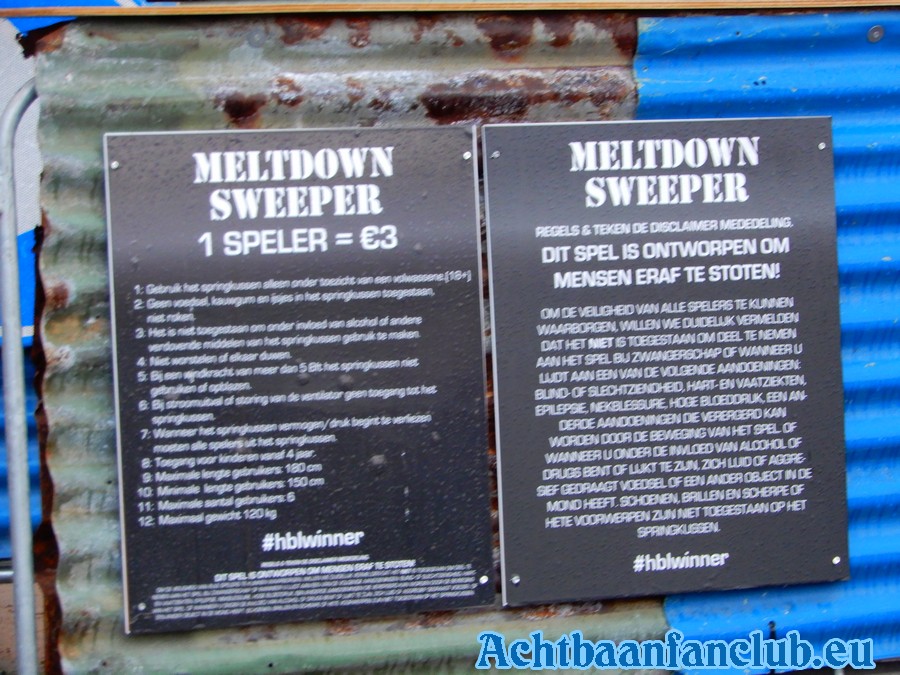 MELTDOWN
SWEEPER
1 SPELER = €3
1: Gebruik het springkussen alleen onder toezicht van een volwassene.(18+)
2: Geen voedsel, kauwgum en ijsjes in het springkussen toegestaan,
niet roken.
3: Het is niet toegestaan om onder invloed van alcohol of andere
verdovende middelen van het springkussen gebruik te maken.
4: Niet worstelen of elkaar duwen.
5: Bij een windkracht van meer dan 5 Bft het springkussen niet
gebruiken of opblazen.
6: Bij stroomuitval of storing van de ventilator geen toegang tot het
springkussen.
7: Wanneer het springkussen vermogen/ druk begint te verliezen
moeten alle spelers uit het springkussen.
8: Toegang voor kinderen vanaf 4 jaar.
9: Maximale lengte gebruikers: 180 cm
10: Minimale lengte gebruikers: 150 cm
11: Maximale aantal gebruikers: 6
12: Maximaal gewicht 120 kg
#hblwinner
DIT SPEL IS ONTWORPEN OM MENSEN ERAF TE STOTEN!
MELTDOWN
SWEEPER
REGELS & TEKEN DE DISCLAIMER MEDEDELING.
DIT SPEL IS ONTWORPEN OM
MENSEN ERAF TE STOTEN!
OM DE VEILIGHEID VAN ALLE SPELERS TE KUNNEN
WAARBORGEN, WILLEN WE DUIDELIJK VERMELDEN
DAT HET NIET IS TOEGESTAAN OM DEEL TE NEMEN
AAN HET SPEL BIJ ZWANGERSCHAP OF WANNEER U
LIJDT AAN EEN VAN DE VOLGENDE AANDOENINGEN:
BLIND- OF SLECHTZIENDHEID, HART- EN VAATZIEKTEN,
EPILEPSIE, NEKBLESSURE, HOGE BLOEDDRUK, EEN AN-
DERDE AANDOENINGEN DIE VERERGERD KAN
WORDEN DOOR DE BEWEGING VAN HET SPEL OF
WANNEER U ONDER DE INVLOED VAN ALCOHOL OF
DRUGS BENT OF LIJKT TE ZIJN, ZICH LUID OF AGGRE-
SIEF GEDRAAGT VOEDSEL OF EEN ANDER OBJECT IN DE
MOND HEEFT. SCHOENEN, BRILLEN EN SCHERPE OF
HETE VOORWERPEN ZIJN NIET TOEGESTAAN OP HET
SPRINGKUSSEN.
#hblwinner
Achtbaanfanclub.eu